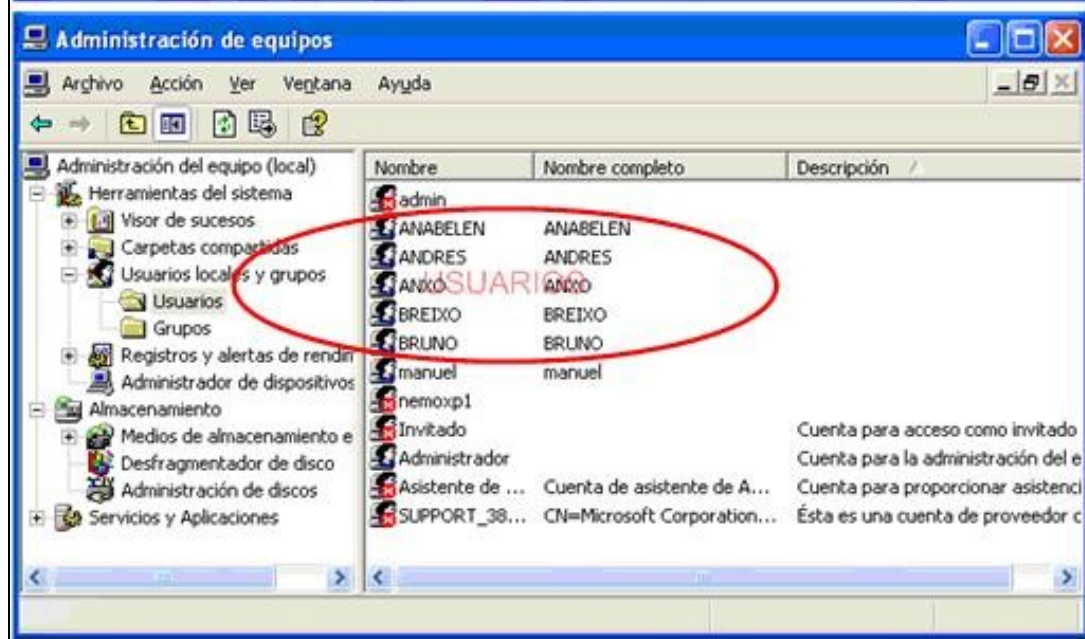 Administración de equipos
Archivo Acción Ver Ventana Ayuda
Administración del equipo (local)
Herramientas del sistema
Visor de sucesos
Carpetas compartidas
Usuarios locales y grupos
Usuarios
Grupos
Registros y alertas de rendin
Administrador de dispositivos
Almacenamiento
Medios de almacenamiento e
Desfragmentador de disco
Administración de discos
Servicios y Aplicaciones
Nombre Nombre completo Descripción
admin
ANABELEN ANABELEN
ANDRES ANDRES
ANXO ANXO
USUARIOS
BREIXO BREIXO
BRUNO BRUNO
manuel manuel
nemoxp1
Invitado Cuenta para acceso como invitado
Administrador Cuenta para la administración del e
Asistente de ... Cuenta de asistente de A... Cuenta para proporcionar asistenci
SUPPORT_38... CN=Microsoft Corporation... Ésta es una cuenta de proveedor c